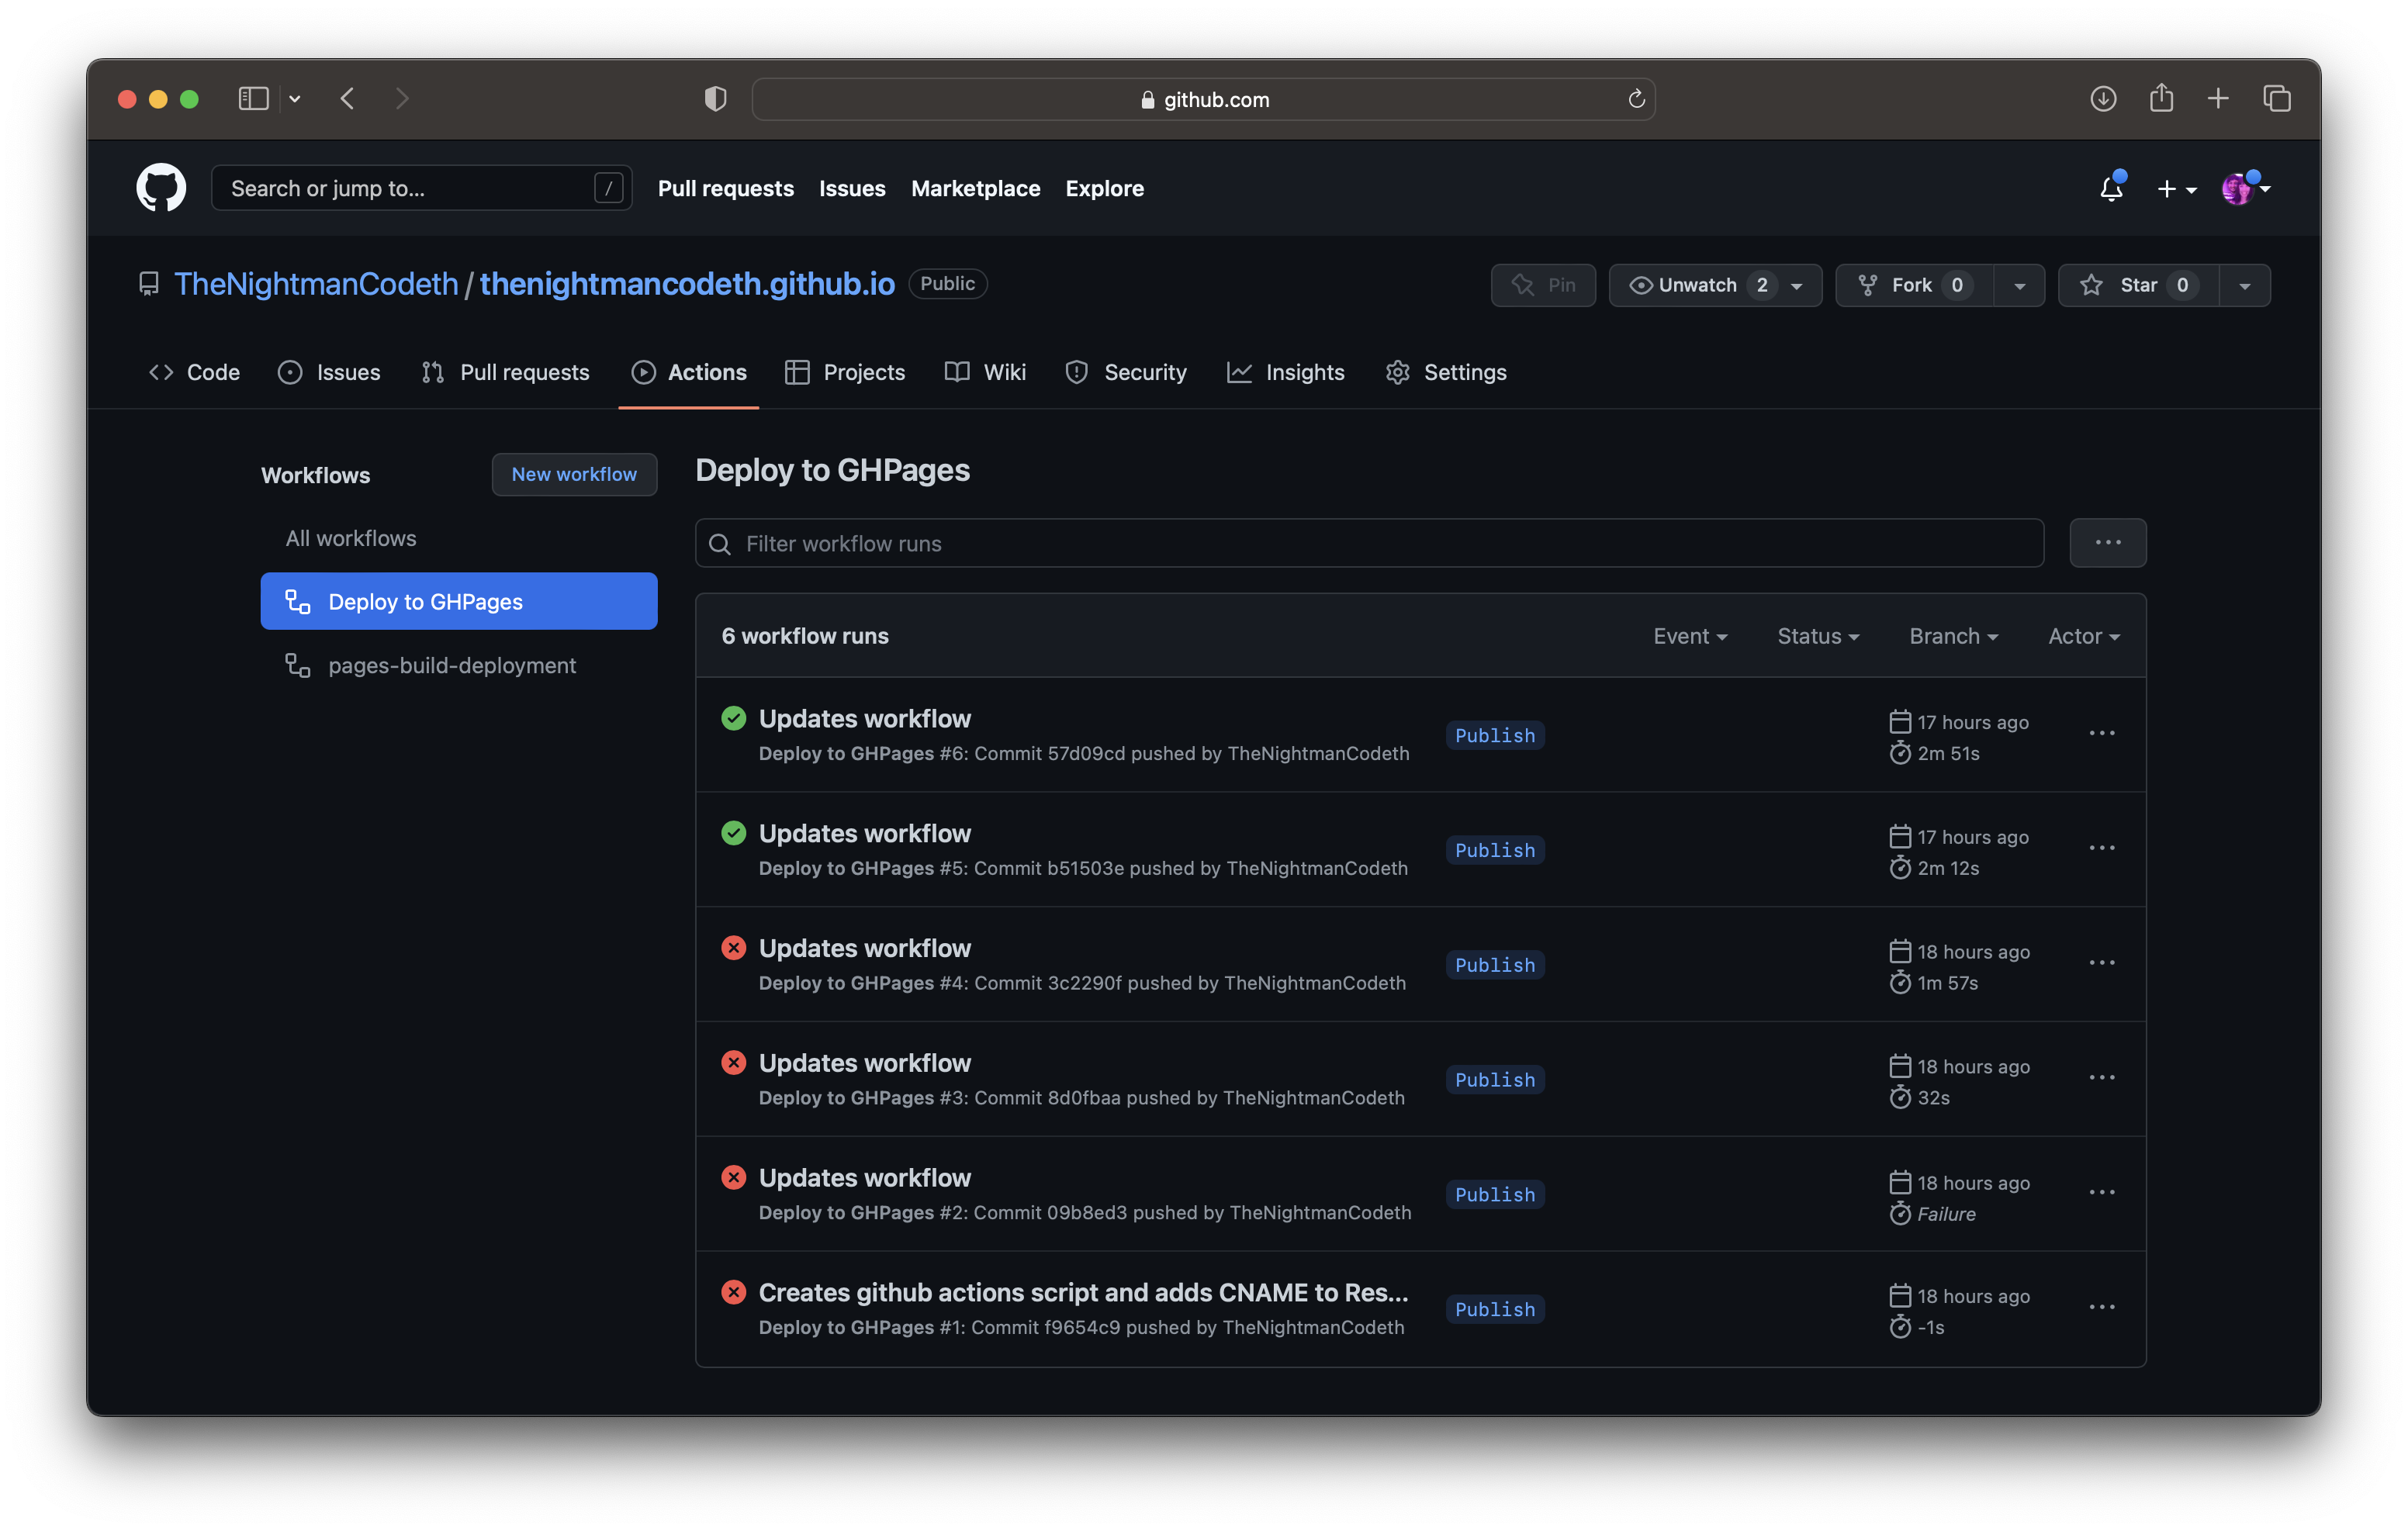 github.com
Search or jump to... / Pull requests Issues Marketplace Explore
TheNightmanCodeth / thenightmancodeth.github.io Public Pin Unwatch 2 Fork 0 Star 0
Code Issues Pull requests Actions Projects Wiki Security Insights Settings
Workflows New workflow
All workflows
Deploy to GHPages
pages-build-deployment
Deploy to GHPages
Filter workflow runs
6 workflow runs Event Status Branch Actor
Updates workflow
Deploy to GHPages #6: Commit 57d09cd pushed by TheNightmanCodeth
Publish
17 hours ago
2m 51s
Updates workflow
Deploy to GHPages #5: Commit b51503e pushed by TheNightmanCodeth
Publish
17 hours ago
2m 12s
Updates workflow
Deploy to GHPages #4: Commit 3c2290f pushed by TheNightmanCodeth
Publish
18 hours ago
1m 57s
Updates workflow
Deploy to GHPages #3: Commit 8d0fbaa pushed by TheNightmanCodeth
Publish
18 hours ago
32s
Updates workflow
Deploy to GHPages #2: Commit 09b8ed3 pushed by TheNightmanCodeth
Publish
18 hours ago
Failure
Creates github actions script and adds CNAME to Res...
Deploy to GHPages #1: Commit f9654c9 pushed by TheNightmanCodeth
Publish
18 hours ago
-1s